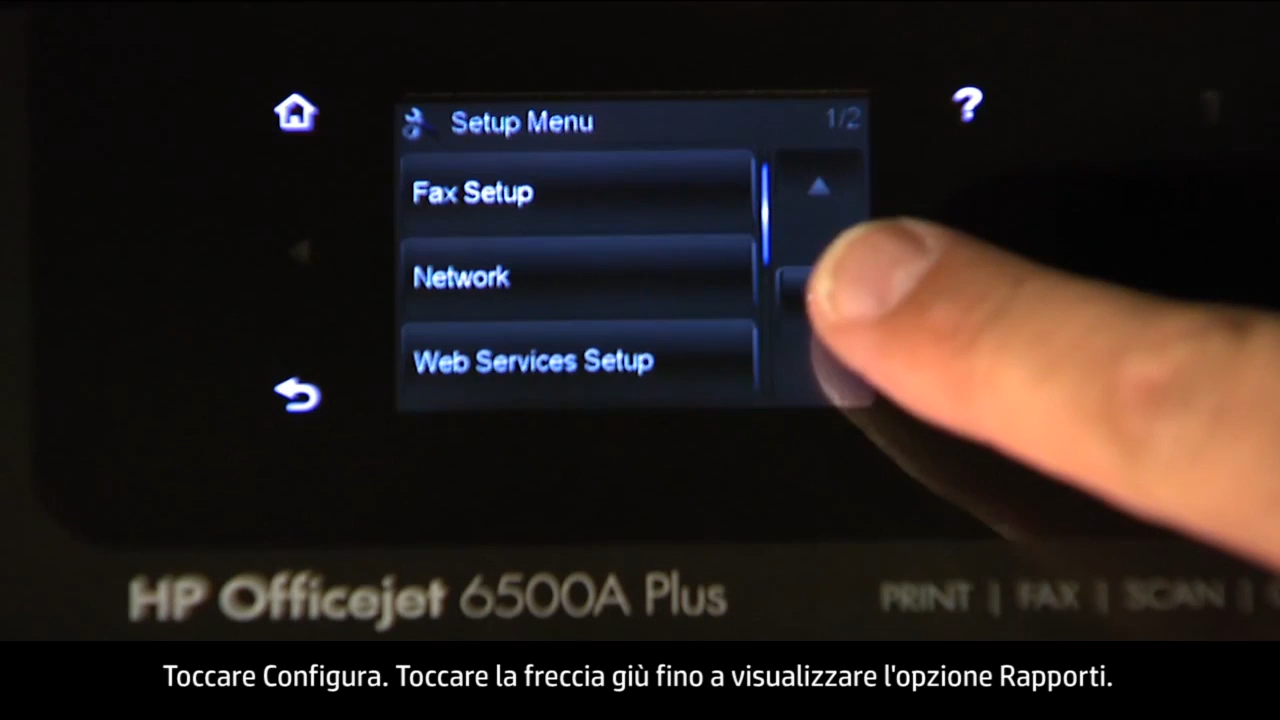 Setup Menu 1/2
Fax Setup
Network
Web Services Setup
HP Officejet 6500A Plus
PRINT | FAX | SCAN |
Toccare Configura. Toccare la freccia giù fino a visualizzare l'opzione Rapporti.